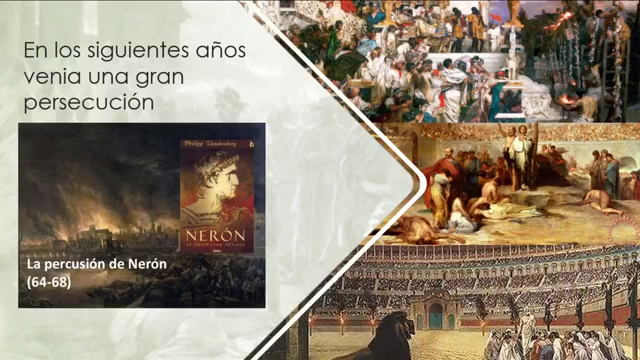 En los siguientes años
venia una gran
persecución
Philipp Vandenberg
NERÓN
La percusión de Nerón
(64-68)